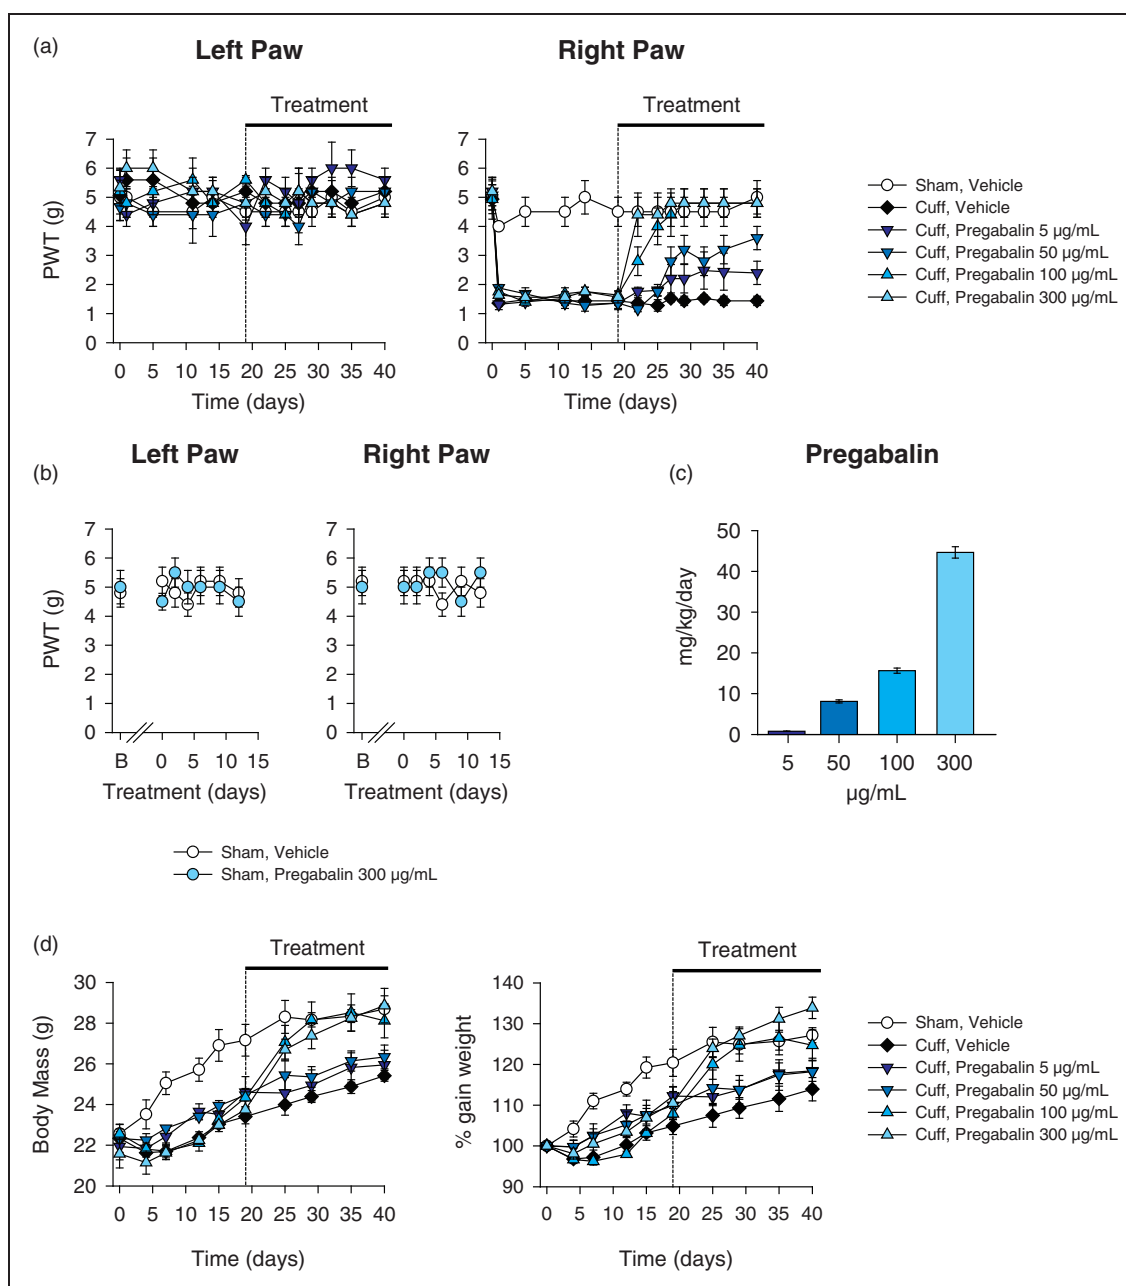 (a)
Left Paw
Right Paw
Treatment
Treatment
7
6
5
4
3
2
1
0
PWT (g)
0 5 10 15 20 25 30 35 40
Time (days)
7
6
5
4
3
2
1
0
0 5 10 15 20 25 30 35 40
Time (days)
Sham, Vehicle
Cuff, Vehicle
Cuff, Pregabalin 5 µg/mL
Cuff, Pregabalin 50 µg/mL
Cuff, Pregabalin 100 µg/mL
Cuff, Pregabalin 300 µg/mL
(b)
Left Paw
Right Paw
7
6
5
4
3
2
1
0
PWT (g)
B 0 5 10 15
Treatment (days)
7
6
5
4
3
2
1
0
B 0 5 10 15
Treatment (days)
Sham, Vehicle
Sham, Pregabalin 300 µg/mL
(c)
Pregabalin
50
40
30
20
10
0
mg/kg/day
5 50 100 300
µg/mL
(d)
Treatment
Treatment
30
28
26
24
22
20
Body Mass (g)
0 5 10 15 20 25 30 35 40
Time (days)
140
130
120
110
100
90
% gain weight
0 5 10 15 20 25 30 35 40
Time (days)
Sham, Vehicle
Cuff, Vehicle
Cuff, Pregabalin 5 µg/mL
Cuff, Pregabalin 50 µg/mL
Cuff, Pregabalin 100 µg/mL
Cuff, Pregabalin 300 µg/mL